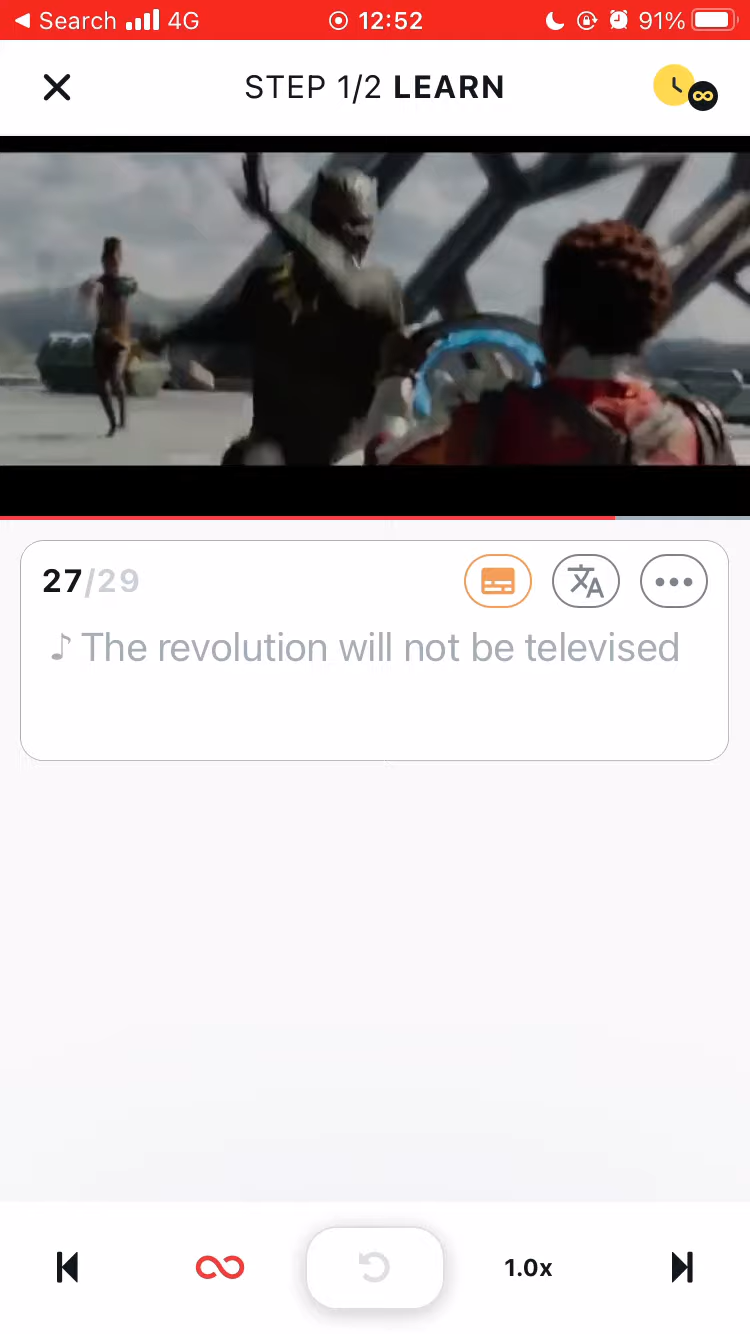 Search 4G 12:52 91%
STEP 1/2 LEARN
27/29
♪ The revolution will not be televised
1.0x